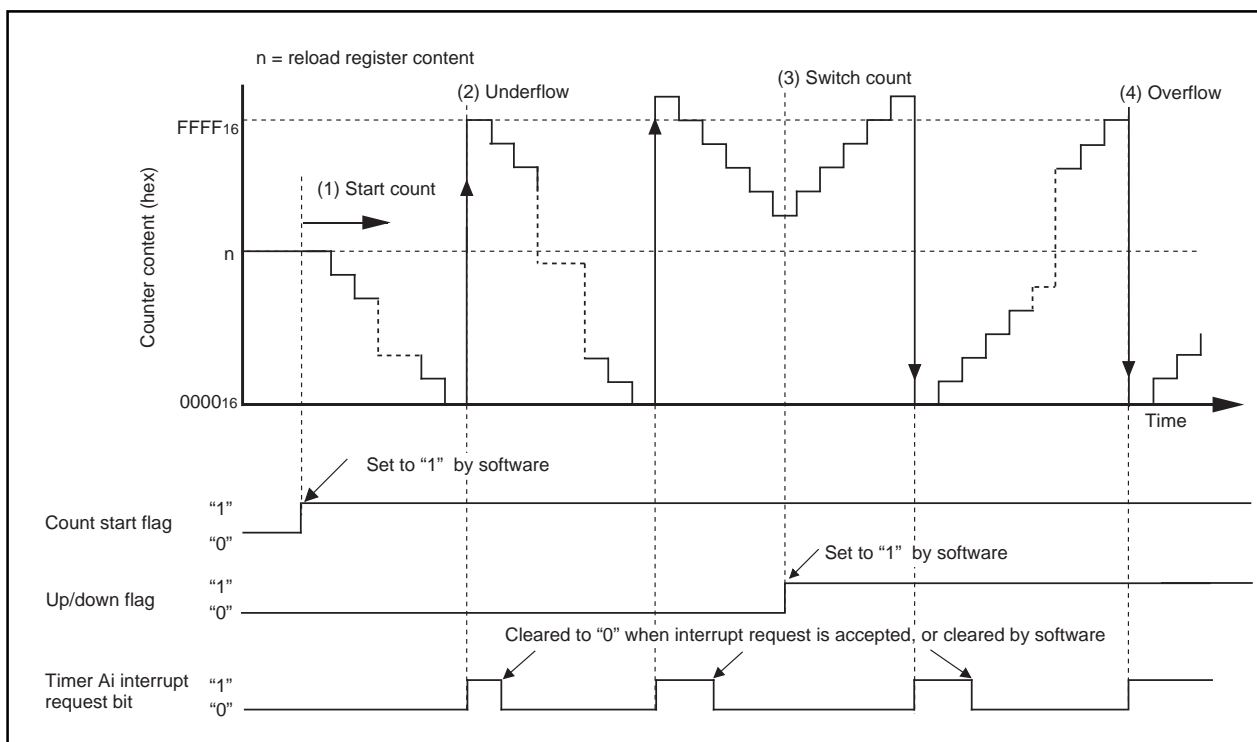 n = reload register content
(2) Underflow
(3) Switch count
(4) Overflow
FFFF16
(1) Start count
Counter content (hex)
n
000016
Time
Set to “1” by software
Count start flag
“1”
“0”
Set to “1” by software
Up/down flag
“1”
“0”
Cleared to “0” when interrupt request is accepted, or cleared by software
Timer Ai interrupt
request bit
“1”
“0”